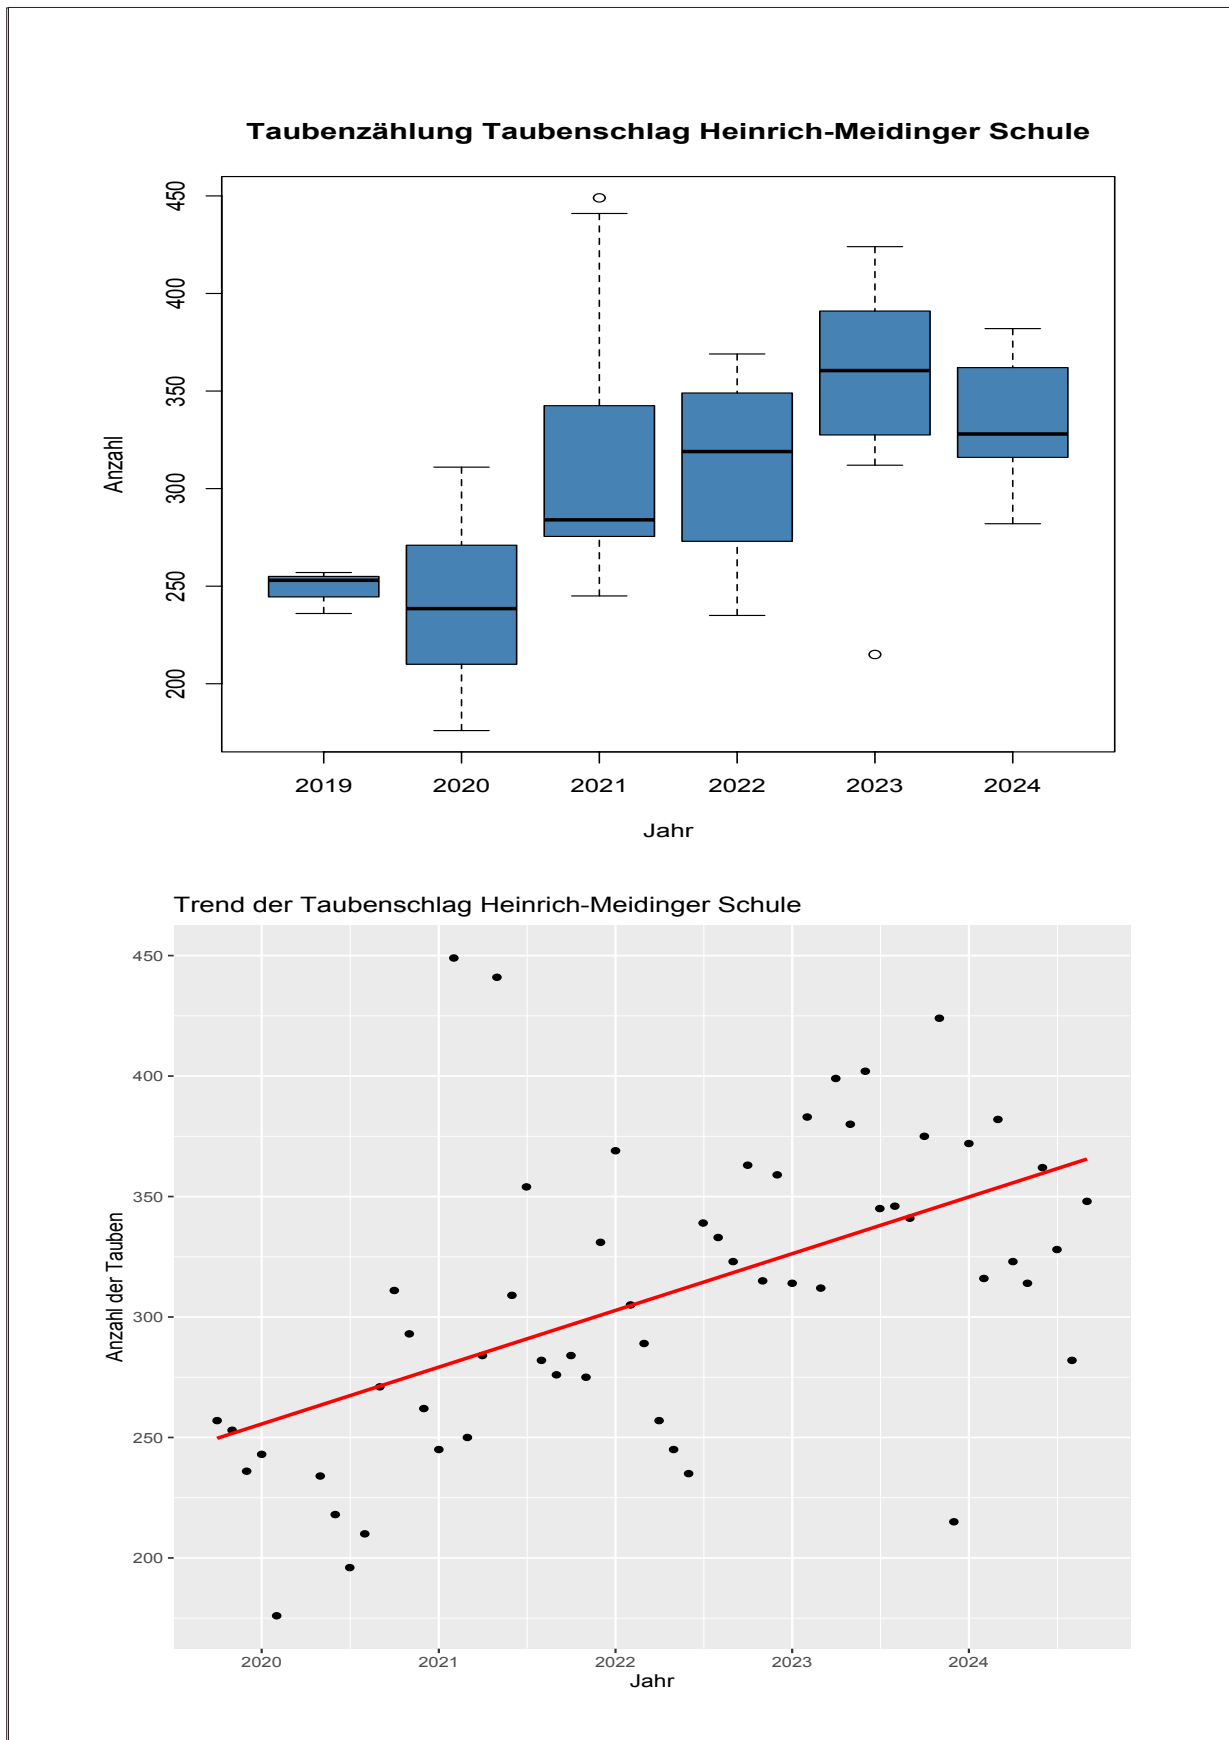 Taubenzählung Taubenschlag Heinrich-Meidinger Schule
450
400
350
300
250
200
Anzahl
2019 2020 2021 2022 2023 2024
Jahr
Trend der Taubenschlag Heinrich-Meidinger Schule
450
400
350
300
250
200
Anzahl der Tauben
2020 2021 2022 2023 2024
Jahr